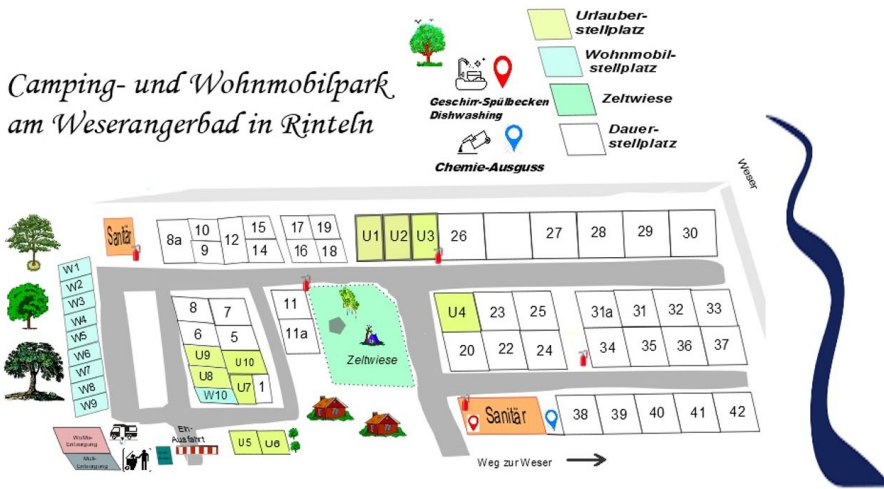 Urlauber-
stellplatz
Wohnmobil-
stellplatz
Zeltwiese
Dauer-
stellplatz
Geschirr-Spülbecken
Dishwashing
Chemie-Ausguss
Camping- und Wohnmobilpark
am Weserangerbad in Rinteln
Weser
Sanitär
8a
10
9
12
15
14
17
19
16
18
U1
U2
U3
26
27
28
29
30
W1
W2
W3
W4
W5
W6
W7
W8
W9
8
7
6
5
U9
U10
U8
U7
1
W10
11
11a
Zeltwiese
U4
23
25
20
22
24
31a
31
32
33
34
35
36
37
Sanitär
38
39
40
41
42
Ein-
Ausfahrt
U5
U6
Weg zur Weser